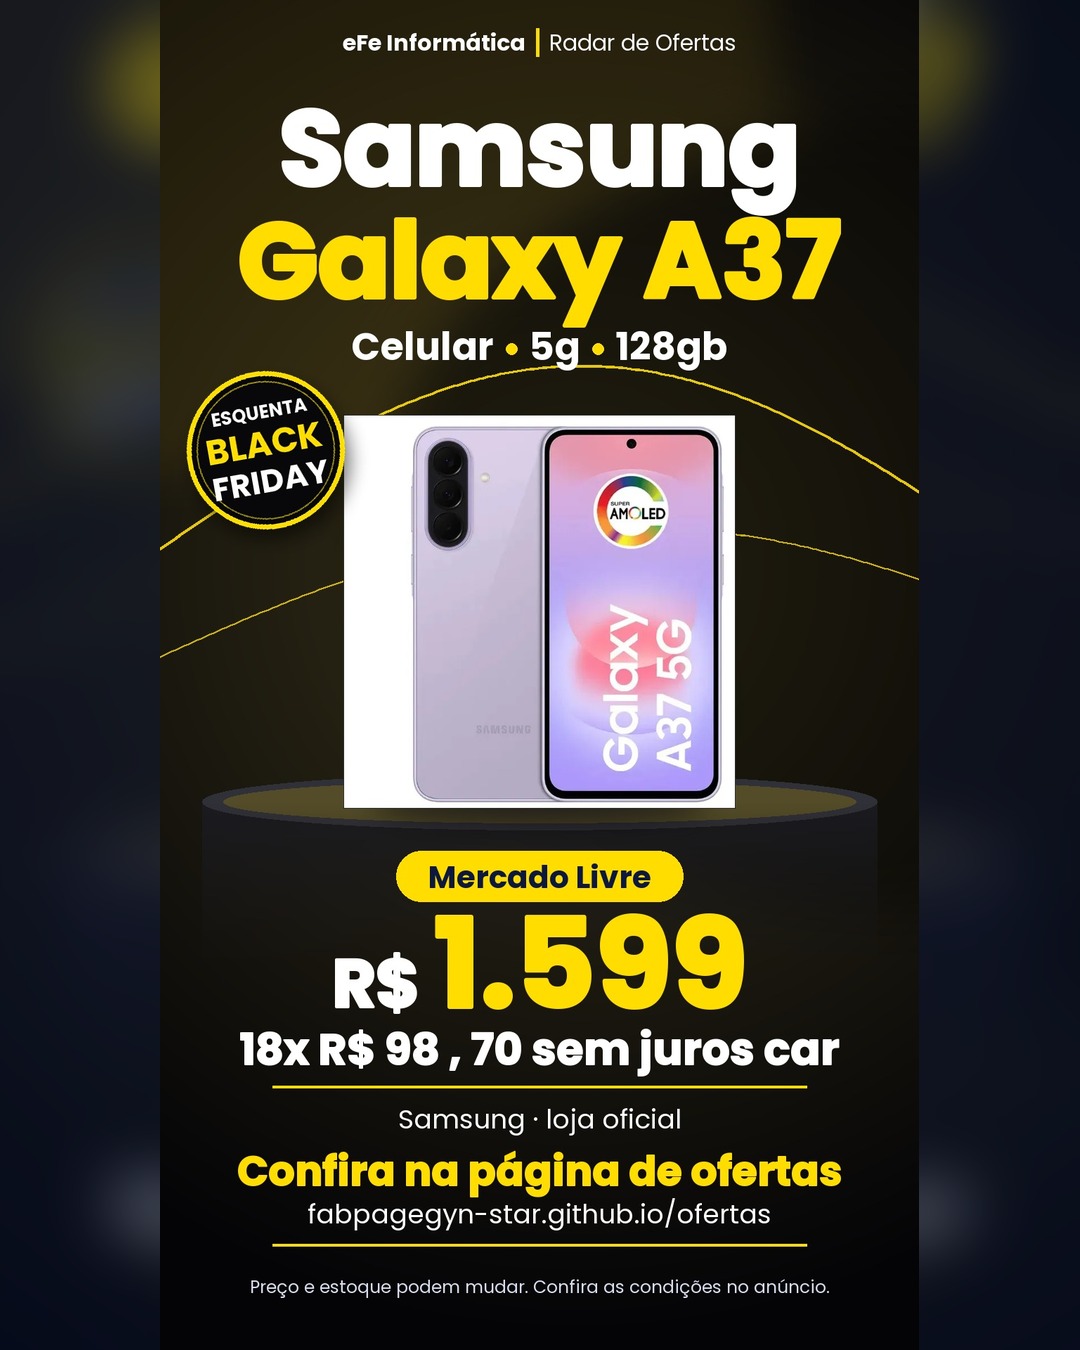 eFe Informática | Radar de Ofertas
Samsung
Galaxy A37
Celular • 5g • 128gb
ESQUENTA
BLACK
FRIDAY
SUPER
AMOLED
Galaxy
A37 5G
SAMSUNG
Mercado Livre
R$ 1.599
18x R$ 98 , 70 sem juros car
Samsung · loja oficial
Confira na página de ofertas
fabpagegyn-star.github.io/ofertas
Preço e estoque podem mudar. Confira as condições no anúncio.